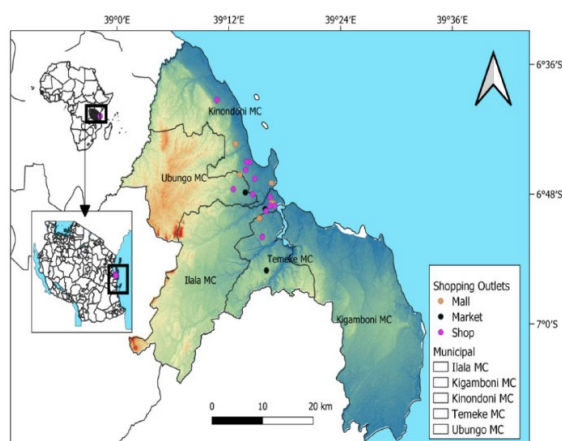 39°0'E
39°12'E
39°24'E
39°36'E
6°36'S
6°48'S
7°0'S
Kinondoni MC
Ubungo MC
Ilala MC
Temeke MC
Kigamboni MC
0
10
20 km
Shopping Outlets
Mall
Market
Shop
Municipal
Ilala MC
Kigamboni MC
Kinondoni MC
Temeke MC
Ubungo MC